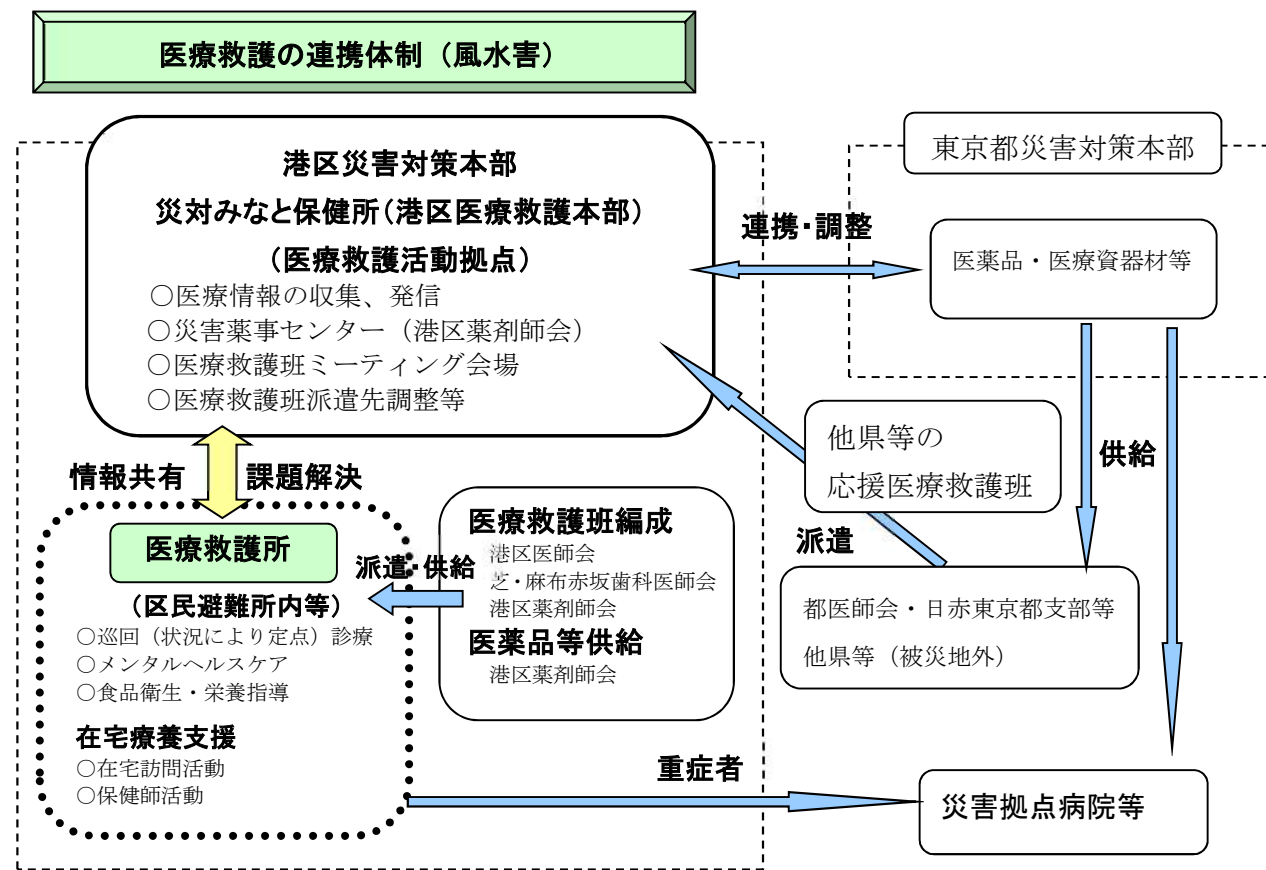 医療救護の連携体制（風水害）
港区災害対策本部
災対みなと保健所（港区医療救護本部）
（医療救護活動拠点）
○医療情報の収集、発信
○災害薬事センター（港区薬剤師会）
○医療救護班ミーティング会場
○医療救護班派遣先調整等
連携・調整
東京都災害対策本部
医薬品・医療資器材等
他県等の
応援医療救護班
供給
派遣
都医師会・日赤東京都支部等
他県等（被災地外）
情報共有
課題解決
医療救護所
（区民避難所内等）
○巡回（状況により定点）診療
○メンタルヘルスケア
○食品衛生・栄養指導
在宅療養支援
○在宅訪問活動
○保健師活動
派遣・供給
医療救護班編成
港区医師会
芝・麻布赤坂歯科医師会
港区薬剤師会
医薬品等供給
港区薬剤師会
重症者
災害拠点病院等